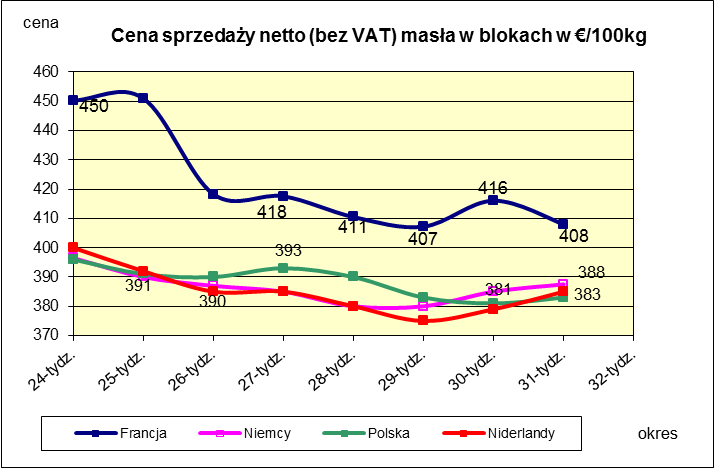 cena
Cena sprzedaży netto (bez VAT) masła w blokach w €/100kg
460
450
440
430
420
410
400
390
380
370
450
418
411
407
416
408
391
390
393
381
388
383
24-tydz.
25-tydz.
26-tydz.
27-tydz.
28-tydz.
29-tydz.
30-tydz.
31-tydz.
32-tydz.
Francja Niemcy Polska Niderlandy
okres